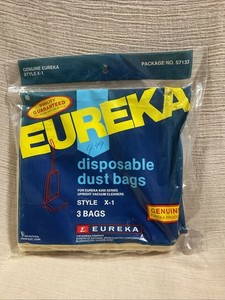 GENUINE EUREKA
STYLE X-1
PACKAGE NO. 57137
QUALITY
GUARANTEED
EUREKA
disposable
dust bags
FOR EUREKA 6300 SERIES
UPRIGHT VACUUM CLEANERS
STYLE X-1
3 BAGS
GENUINE
E EUREKA